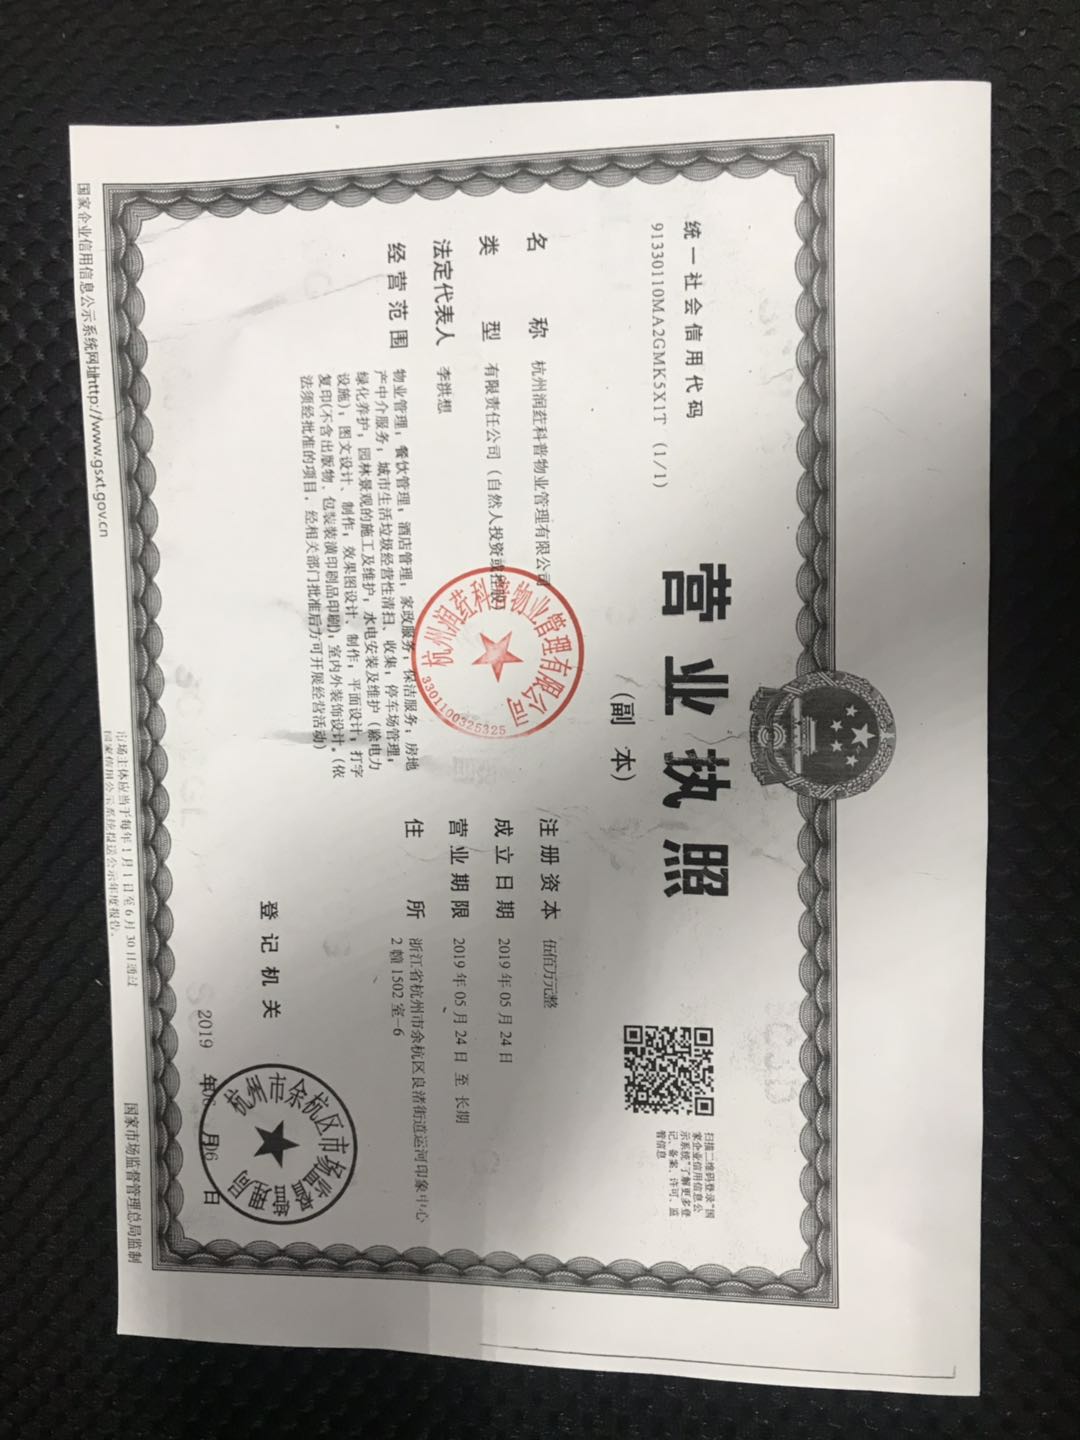 统一社会信用代码
91330110MA2GMK5X1T (1/1)
营业执照
(副本)
扫描二维码登录“国
家企业信用信息公
示系统”了解更多登
记、备案、许可、监
管信息
名称 杭州润药科普物业管理有限公司
类型 有限责任公司(自然人投资或控股)
法定代表人 李洪想
经营范围 物业管理;餐饮管理;酒店管理;家政服务;保洁服务;房地
产中介服务;城市生活垃圾经营性清扫、收集;停车场管理;
绿化养护;园林景观的施工及维护;水电安装及维护(除电力
设施);图文设计、制作;效果图设计、制作;平面设计;打字
复印(不含出版物、包装装潢印刷品印刷);室内外装饰设计。(依
法须经批准的项目,经相关部门批准后方可开展经营活动)
注册资本 伍佰万元整
成立日期 2019年05月24日
营业期限 2019年05月24日至长期
住所 浙江省杭州市余杭区良渚街道运河印象中心
2幢1502室-6
杭州润药科普物业管理有限公司
3301100325325
登记机关
杭州市余杭区市场监督管理局
2019 年 月06日
国家企业信用信息公示系统网址http://www.gsxt.gov.cn
市场主体应当于每年1月1日至6月30日通过
国家信用公示系统报送公示年度报告。
国家市场监督管理总局监制